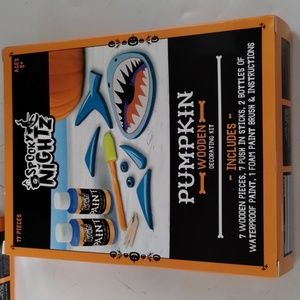 AGES
8+
SPOOKY
NIGHTZ
17 PIECES
PAINT
PAINT
PUMPKIN
WOODEN
DECORATING KIT
- INCLUDES -
7 WOODEN PIECES, 7 PUSH IN STICKS, 2 BOTTLES OF
WATERPROOF PAINT, 1 FOAM PAINT BRUSH & INSTRUCTIONS